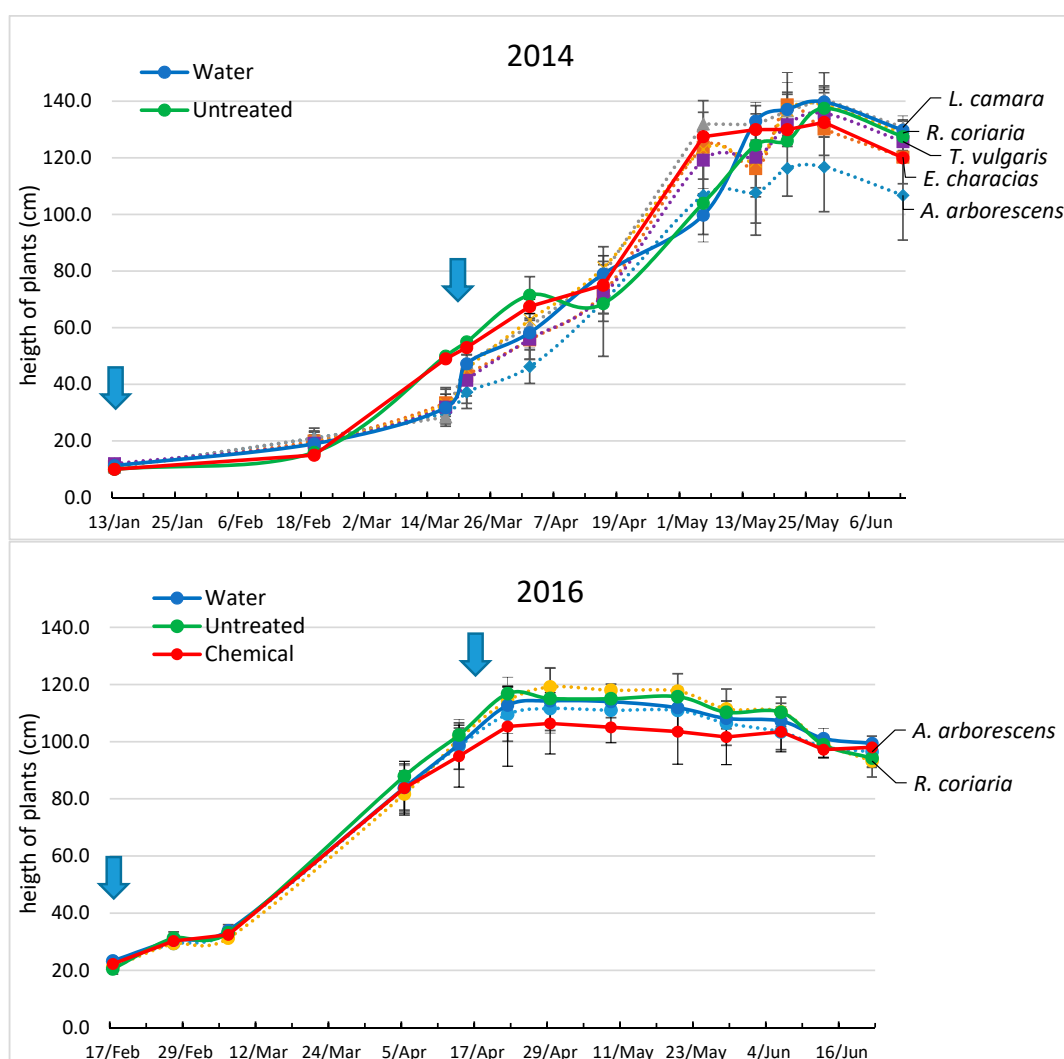 2014
Water
Untreated
heigth of plants (cm)
140.0
120.0
100.0
80.0
60.0
40.0
20.0
0.0
L. camara
R. coriaria
T. vulgaris
E. characias
A. arborescens
13/Jan 25/Jan 6/Feb 18/Feb 2/Mar 14/Mar 26/Mar 7/Apr 19/Apr 1/May 13/May 25/May 6/Jun
2016
Water
Untreated
Chemical
heigth of plants (cm)
140.0
120.0
100.0
80.0
60.0
40.0
20.0
0.0
A. arborescens
R. coriaria
17/Feb 29/Feb 12/Mar 24/Mar 5/Apr 17/Apr 29/Apr 11/May 23/May 4/Jun 16/Jun